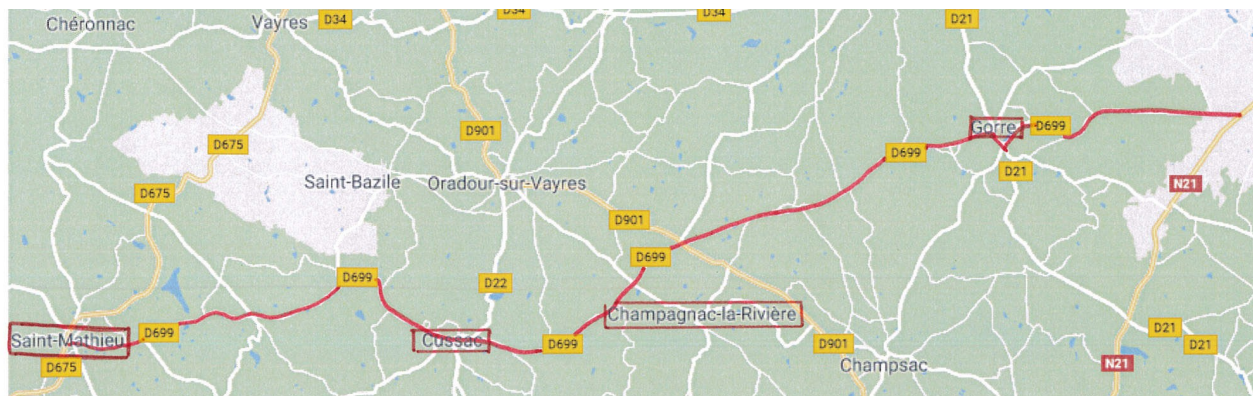 D34
D34
D21
Chéronnac
Vayres
D901
D675
Gorre
D699
D699
D21
Saint-Bazile
Oradour-sur-Vayres
D675
N21
D901
D699
D699
D22
Champagnac-la-Rivière
D699
Saint-Mathieu
Cussac
D699
D901
D21
D21
D675
Champsac
N21